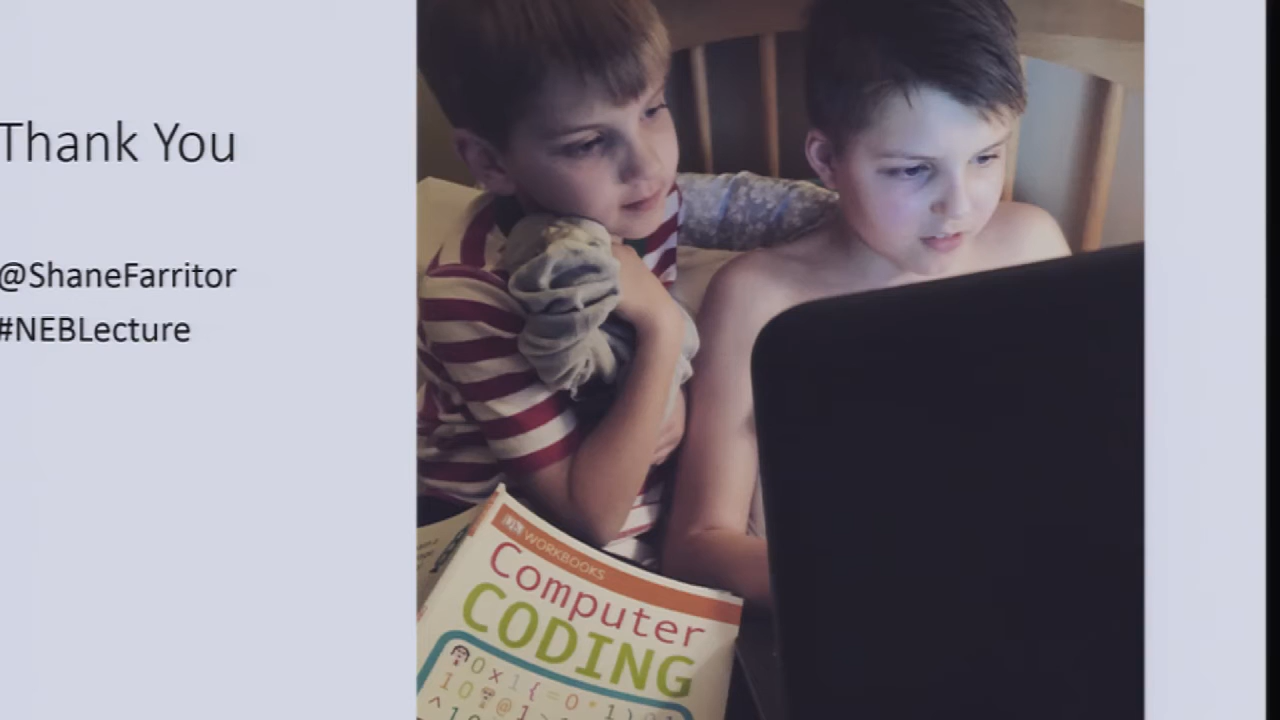 Thank You
@ShaneFarritor
#NEBLecture
DK WORKBOOKS
Computer
CODING